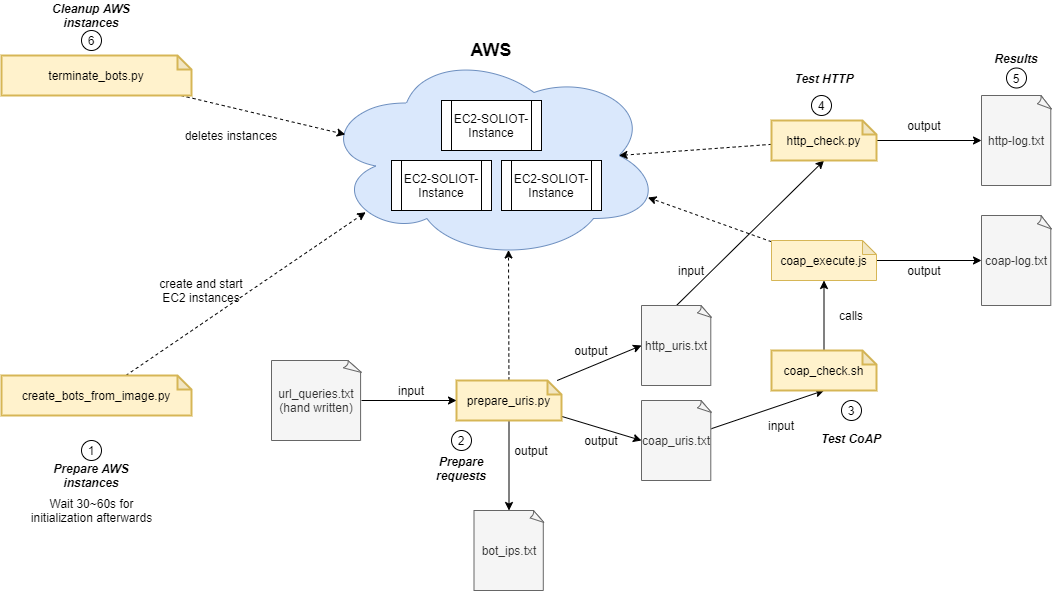 Cleanup AWS
instances
6
terminate_bots.py
deletes instances
AWS
EC2-SOLIOT-
Instance
EC2-SOLIOT-
Instance
EC2-SOLIOT-
Instance
Test HTTP
4
http_check.py
output
Results
5
http-log.txt
coap_execute.js
output
coap-log.txt
create and start
EC2 instances
input
calls
create_bots_from_image.py
1
Prepare AWS
instances
Wait 30~60s for
initialization afterwards
url_queries.txt
(hand written)
input
prepare_uris.py
2
Prepare
requests
output
http_uris.txt
output
coap_uris.txt
output
bot_ips.txt
input
coap_check.sh
3
Test CoAP